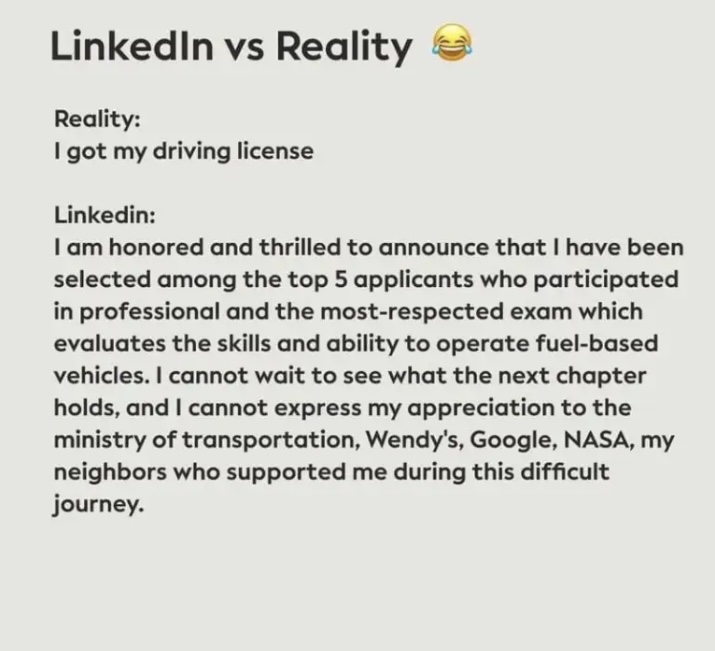 LinkedIn vs Reality 😂
Reality:
I got my driving license
Linkedin:
I am honored and thrilled to announce that I have been
selected among the top 5 applicants who participated
in professional and the most-respected exam which
evaluates the skills and ability to operate fuel-based
vehicles. I cannot wait to see what the next chapter
holds, and I cannot express my appreciation to the
ministry of transportation, Wendy's, Google, NASA, my
neighbors who supported me during this difficult
journey.